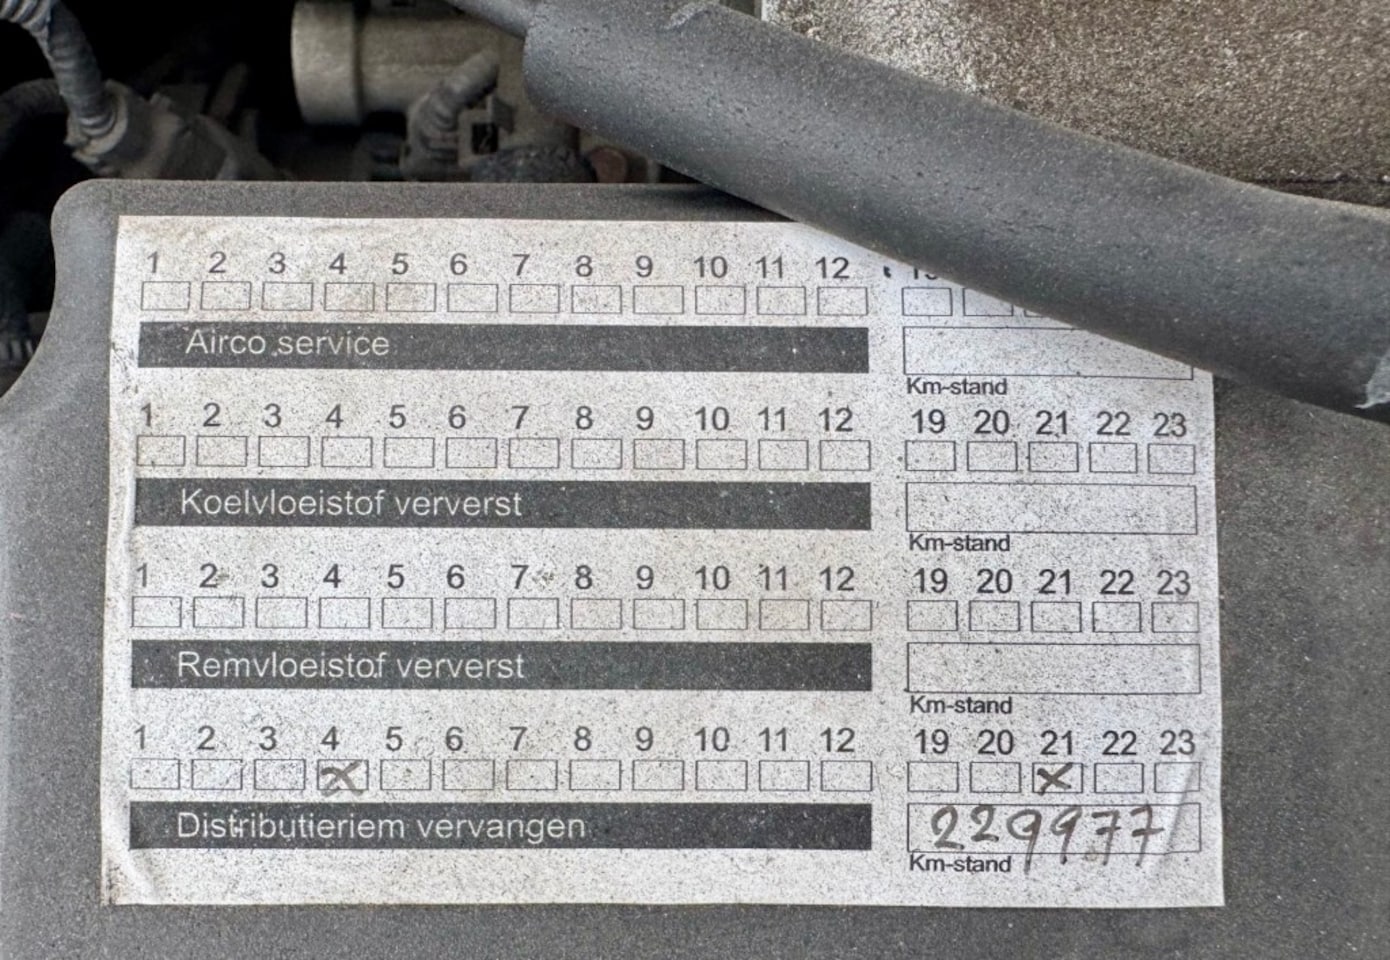 1 2 3 4 5 6 7 8 9 10 11 12
Airco service
Km-stand
1 2 3 4 5 6 7 8 9 10 11 12 19 20 21 22 23
Koelvloeistof ververst
Km-stand
1 2 3 4 5 6 7 8 9 10 11 12 19 20 21 22 23
Remvloeistof ververst
Km-stand
1 2 3 4 5 6 7 8 9 10 11 12 19 20 21 22 23
x x
Distributieriem vervangen 229977
Km-stand